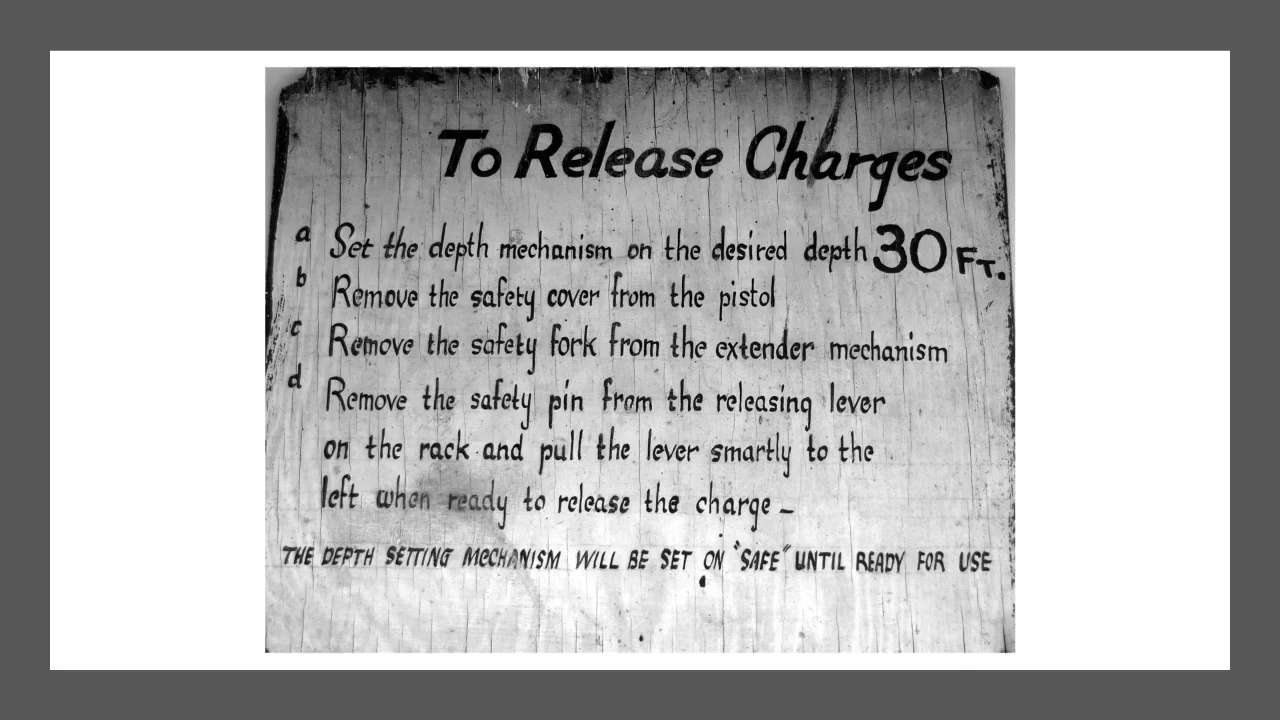 To Release Charges
a Set the depth mechanism on the desired depth 30 FT.
b Remove the safety cover from the pistol
c Remove the safety fork from the extender mechanism
d Remove the safety pin from the releasing lever
on the rack and pull the lever smartly to the
left when ready to release the charge –
THE DEPTH SETTING MECHANISM WILL BE SET ON "SAFE" UNTIL READY FOR USE